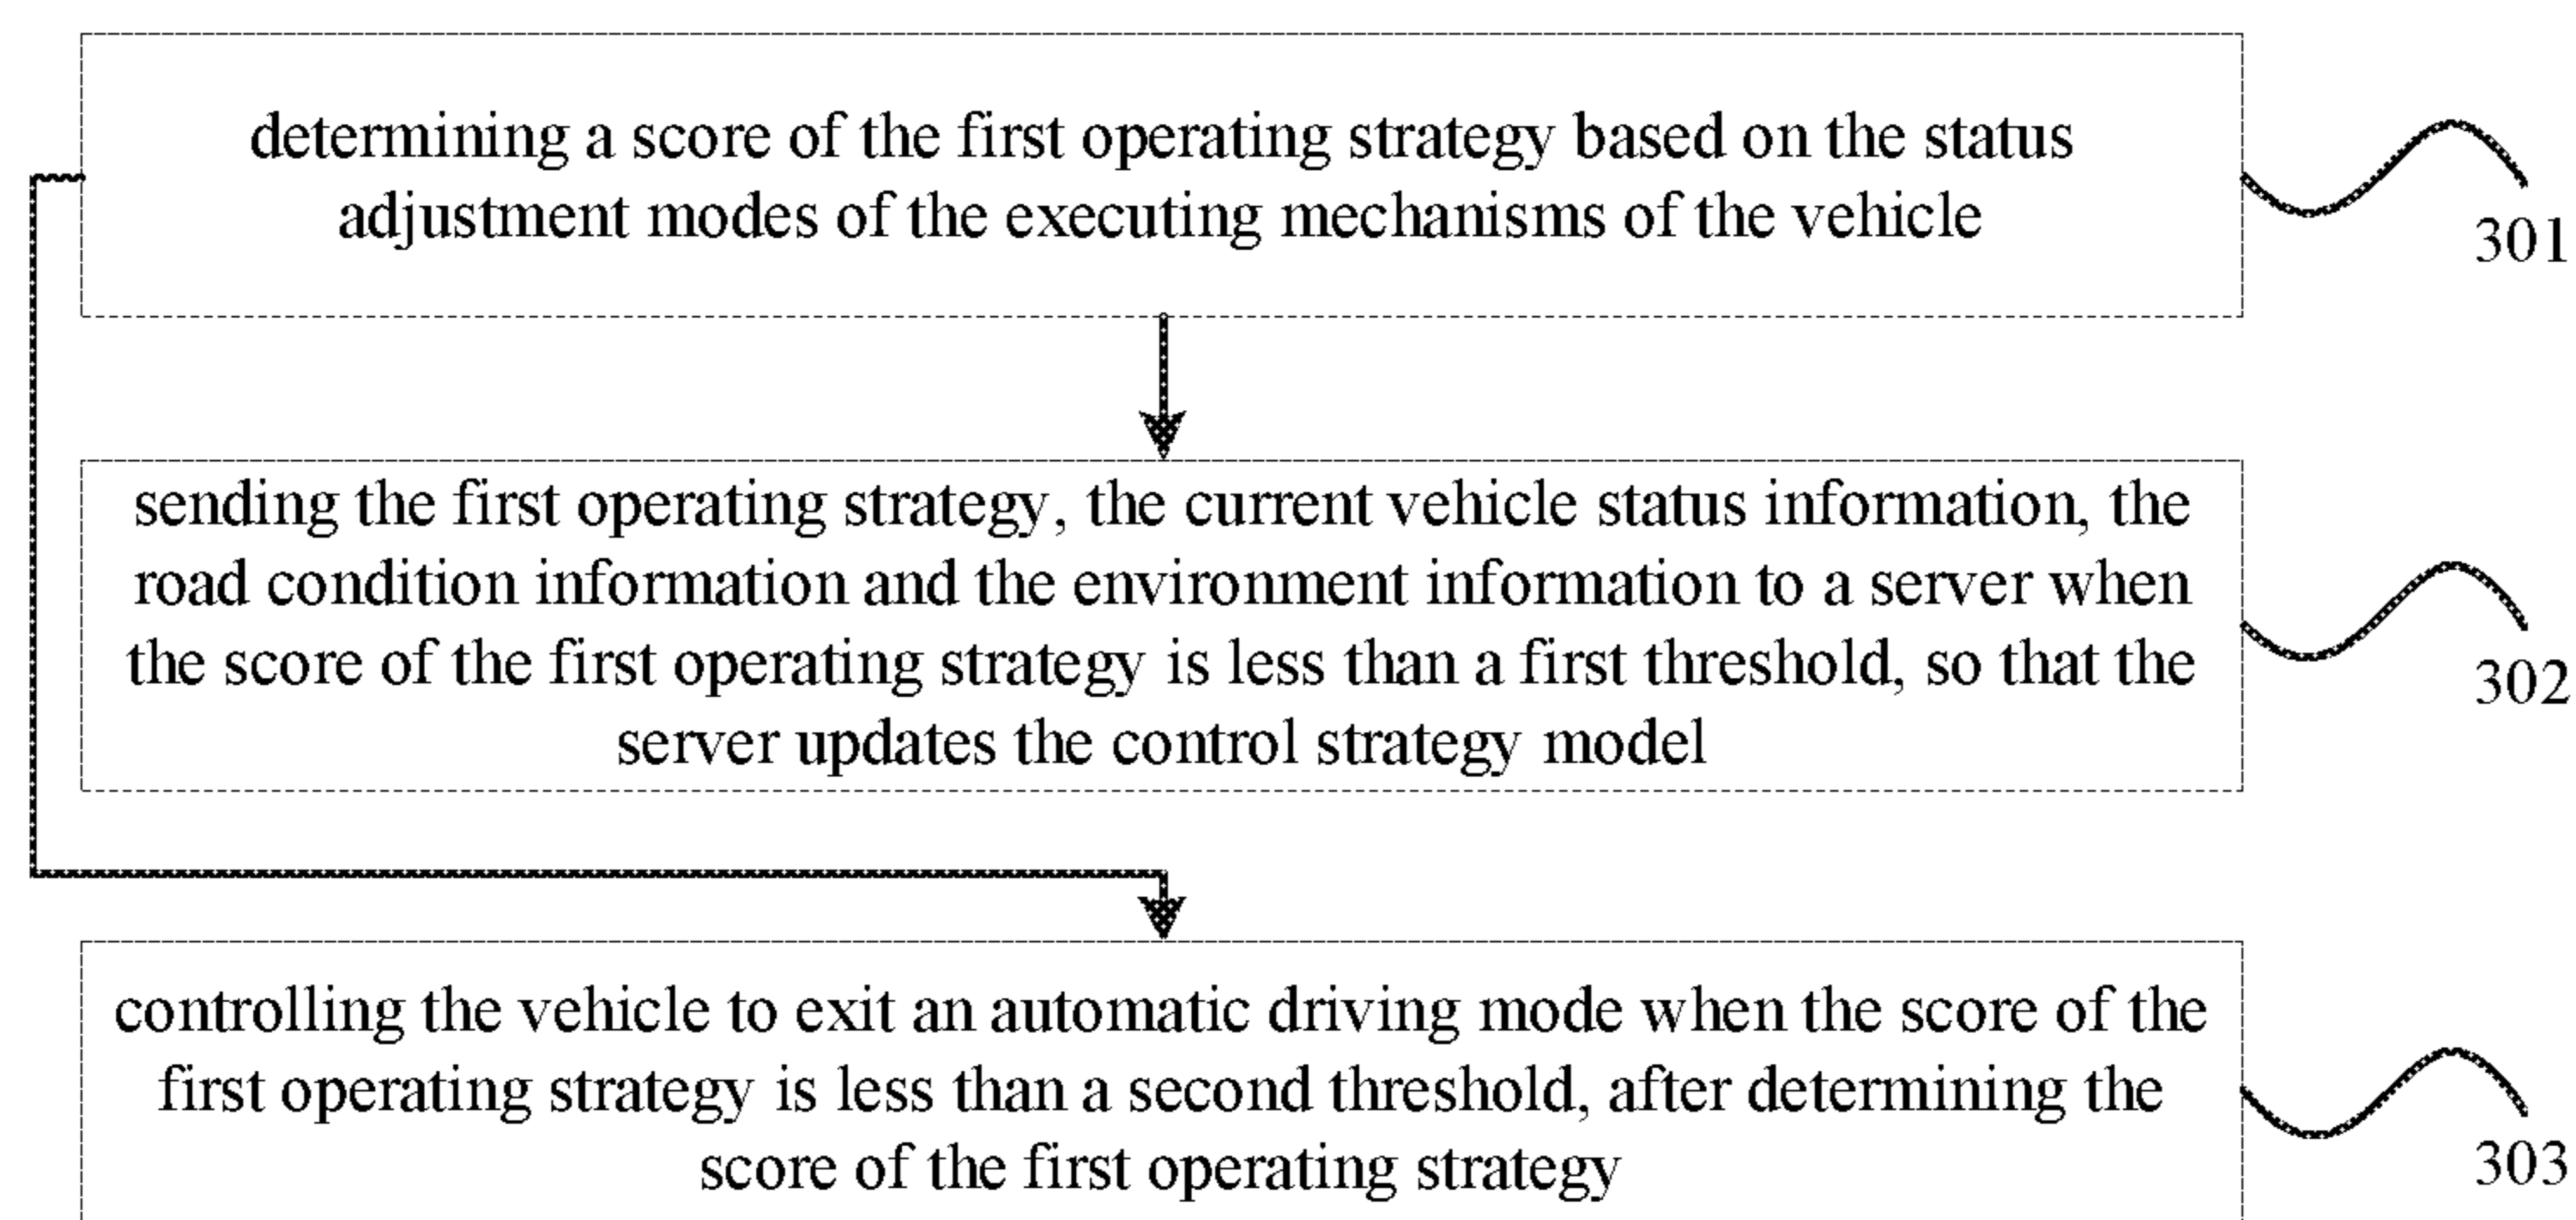 determining a score of the first operating strategy based on the status
adjustment modes of the executing mechanisms of the vehicle
301
sending the first operating strategy, the current vehicle status information, the
road condition information and the environment information to a server when
the score of the first operating strategy is less than a first threshold, so that the
server updates the control strategy model
302
controlling the vehicle to exit an automatic driving mode when the score of the
first operating strategy is less than a second threshold, after determining the
score of the first operating strategy
303